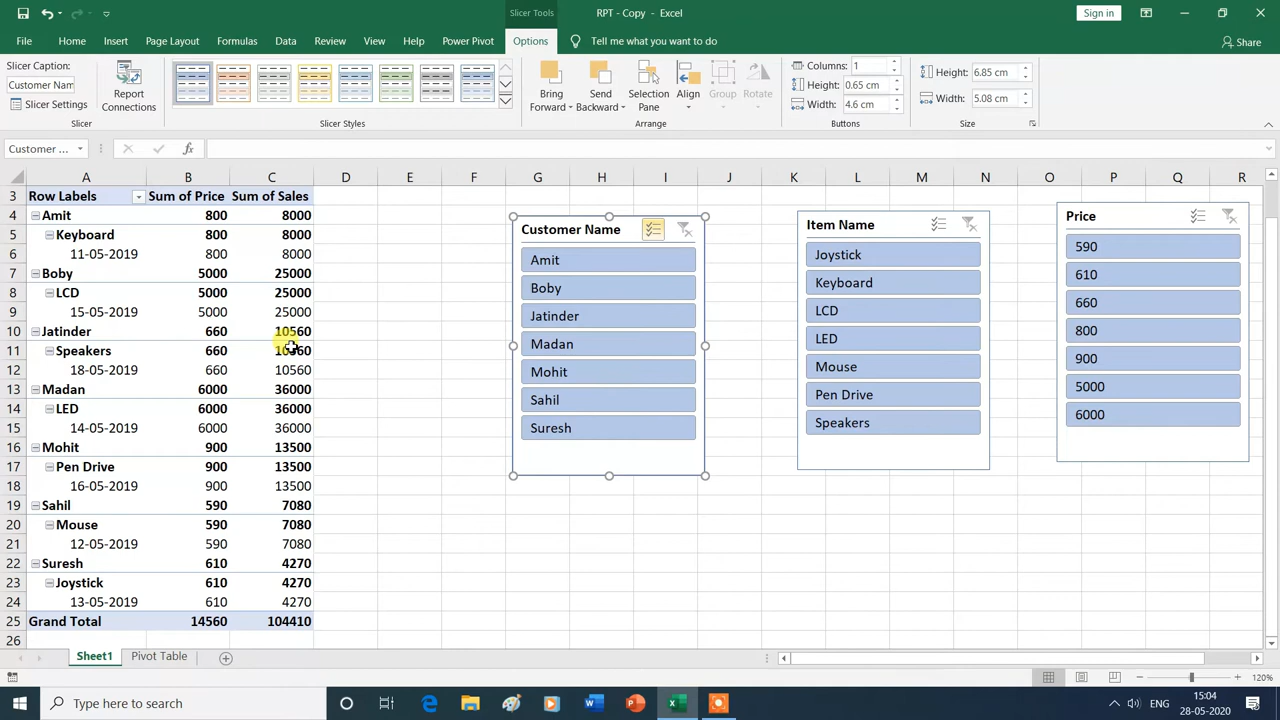 Slicer Tools
RPT - Copy - Excel
Sign in
File Home Insert Page Layout Formulas Data Review View Help Power Pivot Options Tell me what you want to do Share
Slicer Caption:
Customer Nam
Slicer Settings
Report Connections
Bring Forward
Send Backward
Selection Pane
Align
Group
Rotate
Columns: 1
Height: 0.65 cm
Width: 4.6 cm
Height: 6.85 cm
Width: 5.08 cm
Slicer
Slicer Styles
Arrange
Buttons
Size
Customer ...
fx
A B C D E F G H I J K L M N O P Q R
3 Row Labels Sum of Price Sum of Sales
4 Amit 800 8000
5 Keyboard 800 8000
6 11-05-2019 800 8000
7 Boby 5000 25000
8 LCD 5000 25000
9 15-05-2019 5000 25000
10 Jatinder 660 10560
11 Speakers 660 10560
12 18-05-2019 660 10560
13 Madan 6000 36000
14 LED 6000 36000
15 14-05-2019 6000 36000
16 Mohit 900 13500
17 Pen Drive 900 13500
18 16-05-2019 900 13500
19 Sahil 590 7080
20 Mouse 590 7080
21 12-05-2019 590 7080
22 Suresh 610 4270
23 Joystick 610 4270
24 13-05-2019 610 4270
25 Grand Total 14560 104410
26
Customer Name
Amit
Boby
Jatinder
Madan
Mohit
Sahil
Suresh
Item Name
Joystick
Keyboard
LCD
LED
Mouse
Pen Drive
Speakers
Price
590
610
660
800
900
5000
6000
Sheet1 Pivot Table
120%
Type here to search
ENG
15:04
28-05-2020